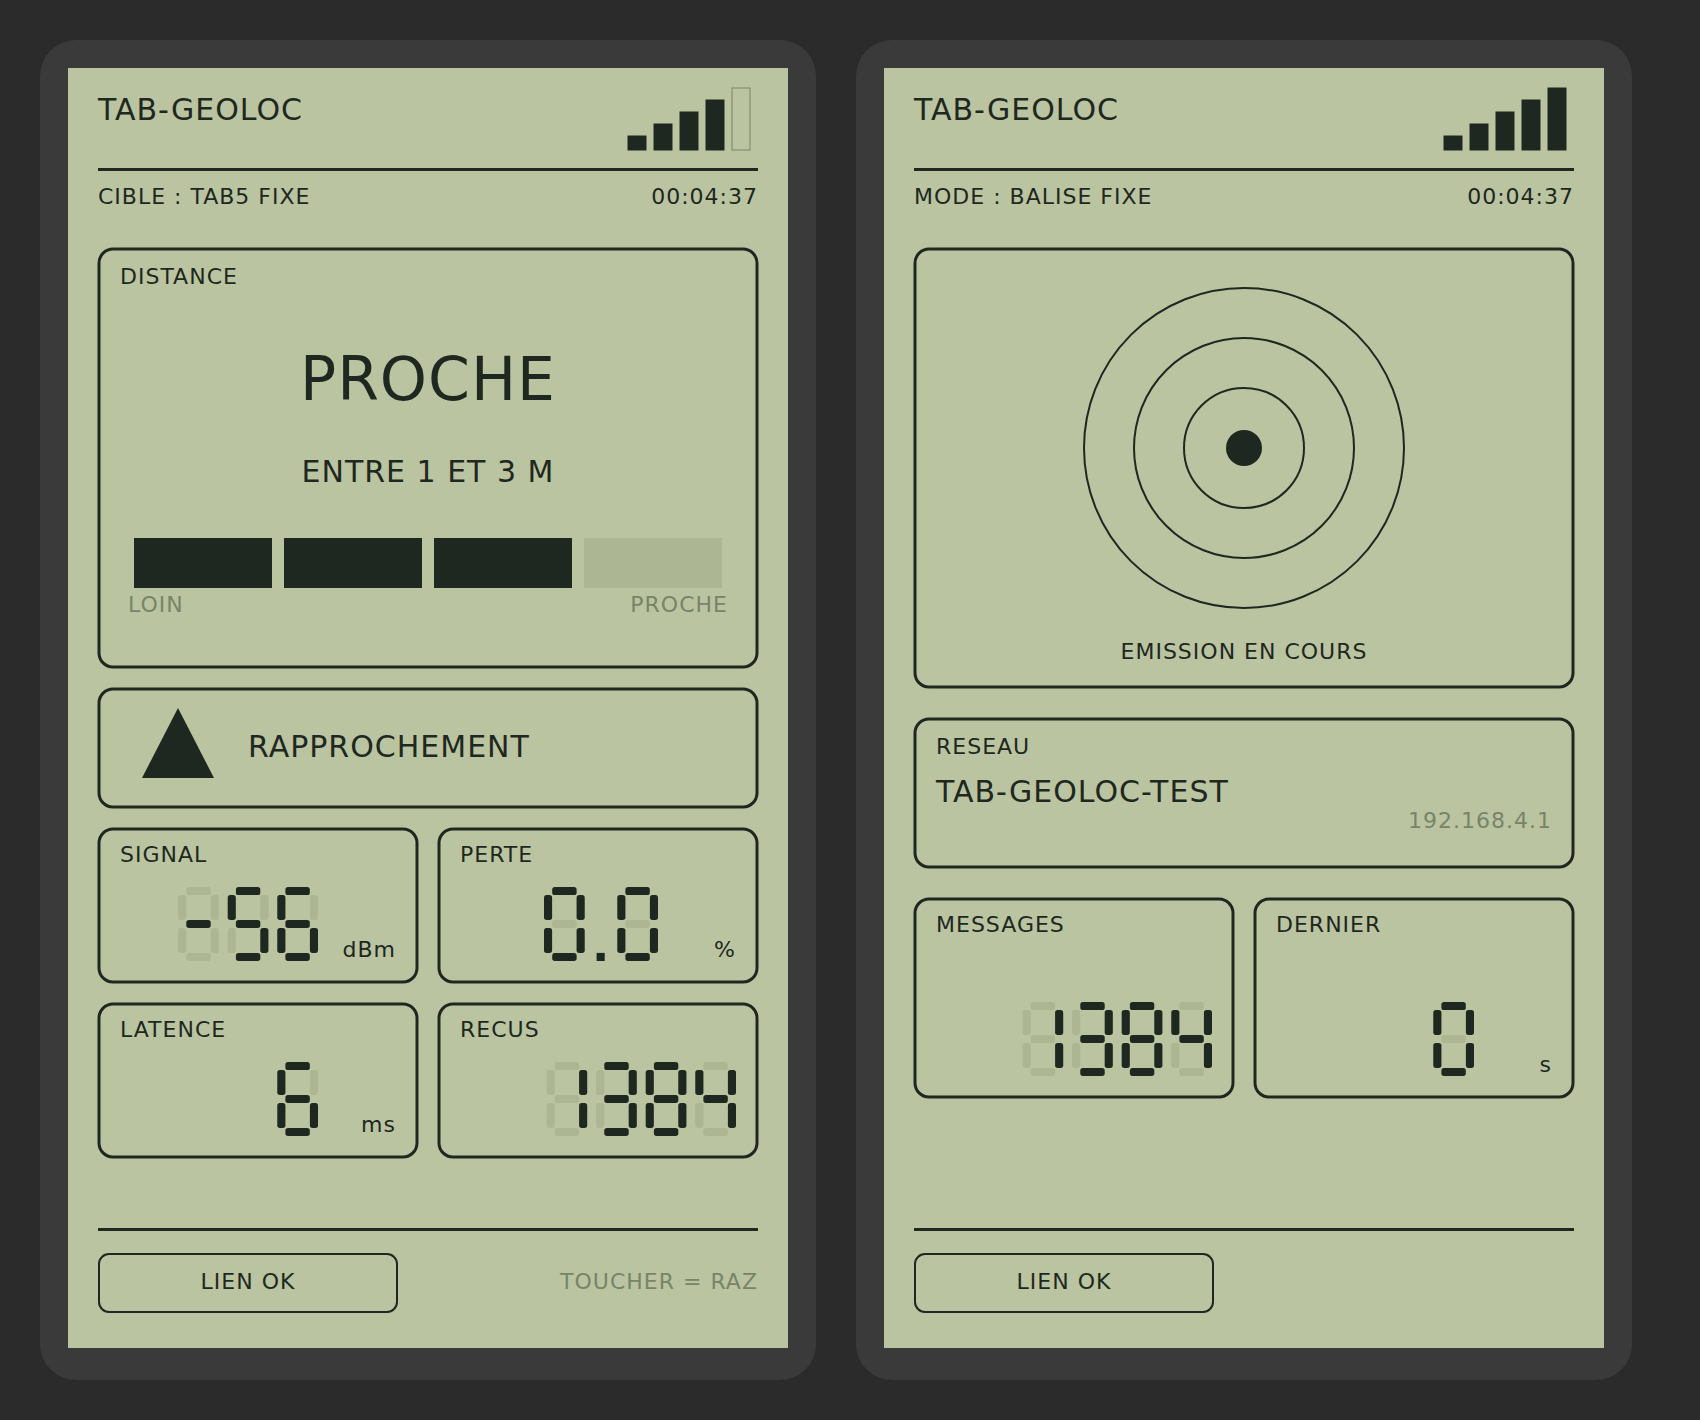 TAB-GEOLOC
CIBLE : TAB5 FIXE 00:04:37
DISTANCE
PROCHE
ENTRE 1 ET 3 M
LOIN PROCHE
RAPPROCHEMENT
SIGNAL
-56 dBm
PERTE
0.0 %
LATENCE
6 ms
RECUS
1384
LIEN OK TOUCHER = RAZ
TAB-GEOLOC
MODE : BALISE FIXE 00:04:37
EMISSION EN COURS
RESEAU
TAB-GEOLOC-TEST
192.168.4.1
MESSAGES
1384
DERNIER
0 s
LIEN OK